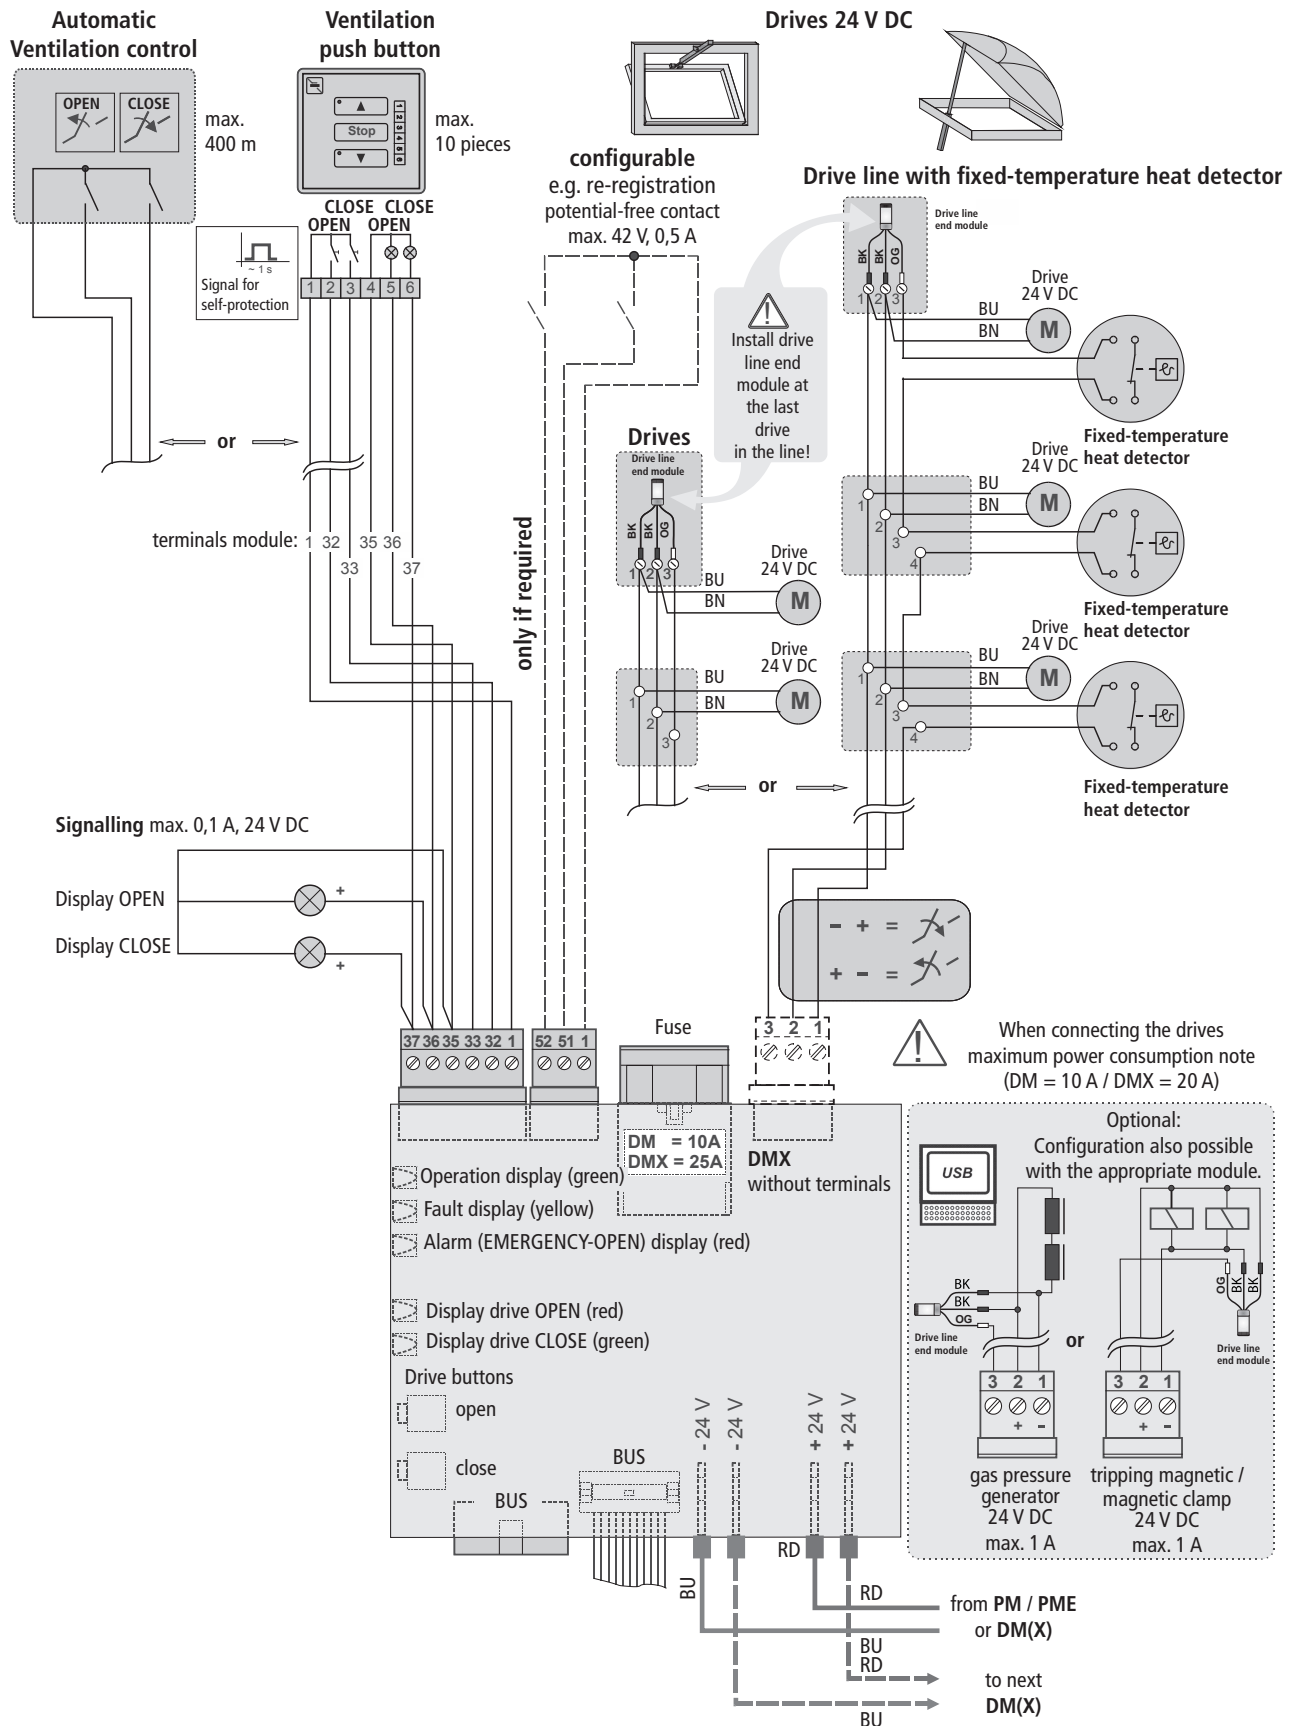 Automatic
Ventilation control
OPEN
CLOSE
max.
400 m
Ventilation
push button
Stop
1
2
3
4
5
6
max.
10 pieces
CLOSE CLOSE
OPEN OPEN
~ 1 s
Signal for
self-protection
1 2 3 4 5 6
or
terminals module: 1 32 35 36
33 37
Drives 24 V DC
configurable
e.g. re-registration
potential-free contact
max. 42 V, 0,5 A
only if required
Install drive
line end
module at
the last
drive
in the line!
Drives
Drive line
end module
BK
BK
OG
1 2 3
BU
BN
Drive
24 V DC
M
1
2
3
BU
BN
Drive
24 V DC
M
or
Drive line with fixed-temperature heat detector
Drive line
end module
BK
BK
OG
1 2 3
BU
BN
Drive
24 V DC
M
Fixed-temperature
heat detector
1
2
3
4
BU
BN
Drive
24 V DC
M
Fixed-temperature
heat detector
1
2
3
4
BU
BN
Drive
24 V DC
M
Fixed-temperature
heat detector
Signalling max. 0,1 A, 24 V DC
Display OPEN
+
Display CLOSE
+
- + =
+ - =
37 36 35 33 32 1
52 51 1
Fuse
3 2 1
When connecting the drives
maximum power consumption note
(DM = 10 A / DMX = 20 A)
DM = 10A
DMX = 25A
DMX
without terminals
Operation display (green)
Fault display (yellow)
Alarm (EMERGENCY-OPEN) display (red)
Display drive OPEN (red)
Display drive CLOSE (green)
Drive buttons
open
close
BUS
BUS
- 24 V
- 24 V
+ 24 V
+ 24 V
Optional:
Configuration also possible
with the appropriate module.
USB
BK
BK
OG
Drive line
end module
3 2 1
+ -
gas pressure
generator
24 V DC
max. 1 A
or
OG
BK
BK
Drive line
end module
3 2 1
+ -
tripping magnetic /
magnetic clamp
24 V DC
max. 1 A
BU
RD
RD
from PM / PME
or DM(X)
BU
RD
to next
DM(X)
BU